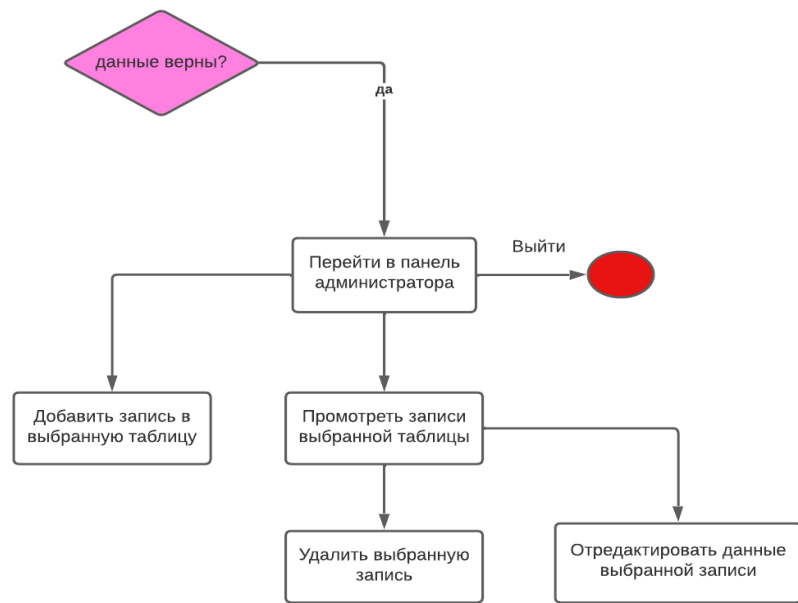 данные верны?
да
Перейти в панель
администратора
Выйти
Добавить запись в
выбранную таблицу
Промотреть записи
выбранной таблицы
Удалить выбранную
запись
Отредактировать данные
выбранной записи